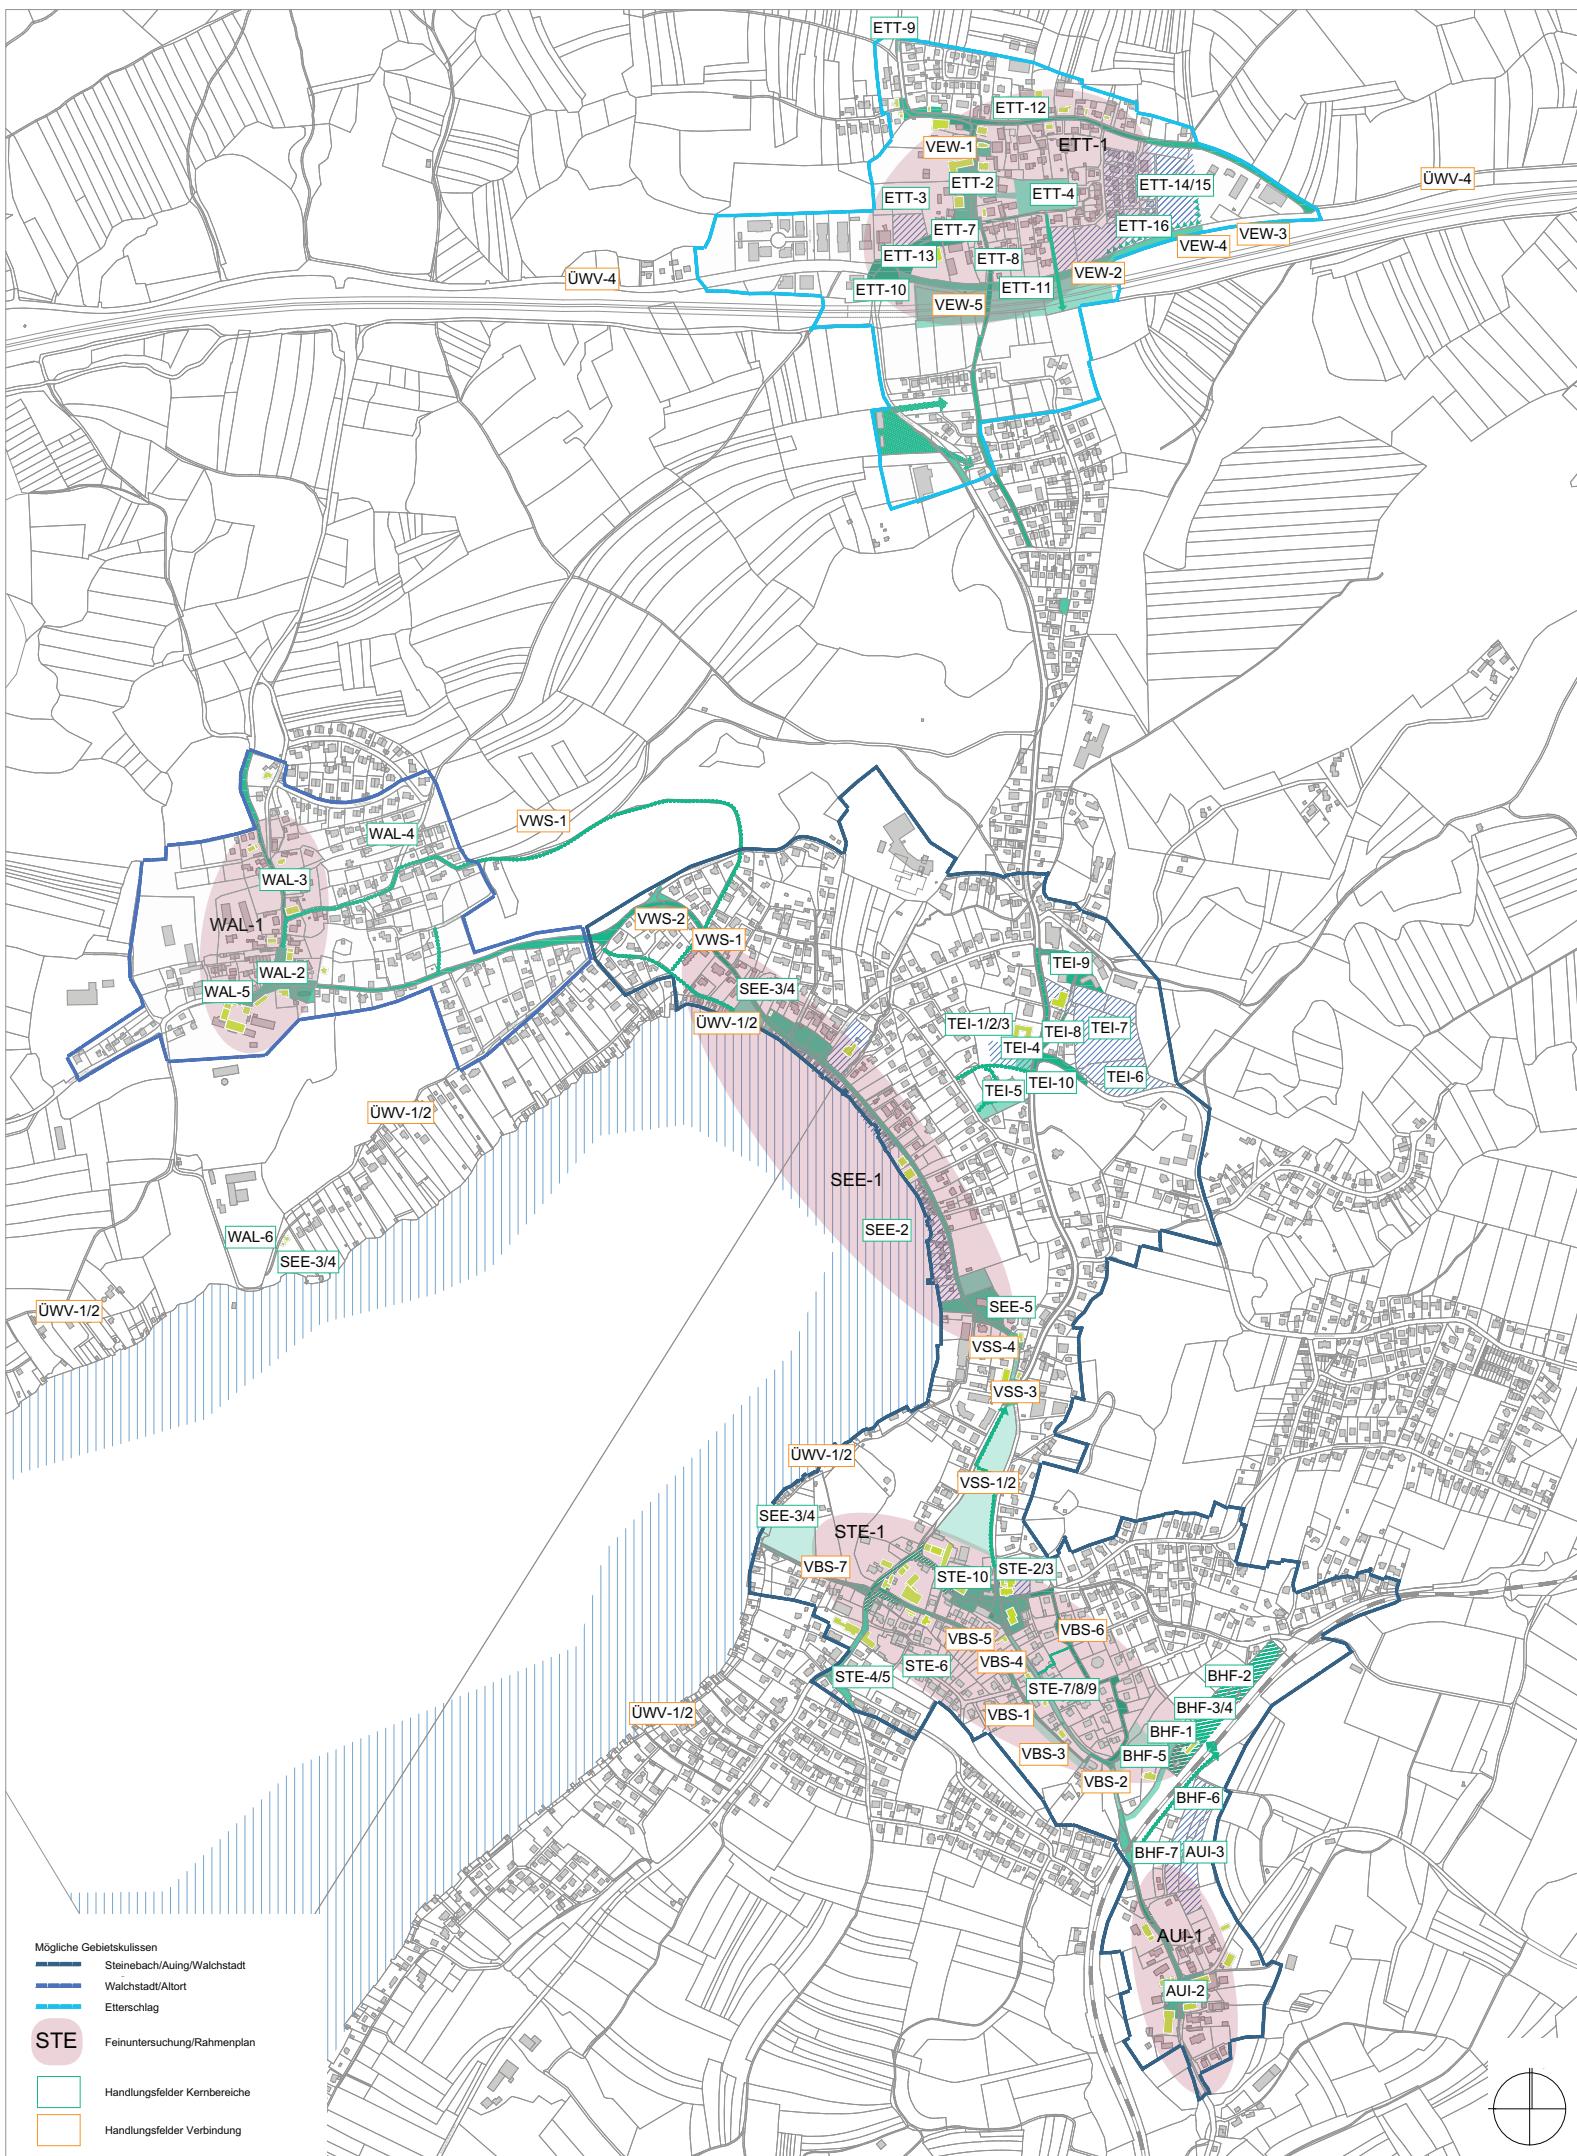 ETT-9
ETT-12
VEW-1
ETT-1
ETT-2
ETT-4
ETT-14/15
ÜWV-4
ETT-3
ETT-7
ETT-16
VEW-3
VEW-4
ETT-13
ETT-8
VEW-2
ÜWV-4
ETT-10
ETT-11
VEW-5
VWS-1
WAL-4
WAL-3
WAL-1
VWS-2
VWS-1
WAL-2
WAL-5
SEE-3/4
ÜWV-1/2
TEI-9
TEI-1/2/3
TEI-8
TEI-7
TEI-4
TEI-10
TEI-6
TEI-5
ÜWV-1/2
SEE-1
SEE-2
WAL-6
SEE-3/4
ÜWV-1/2
SEE-5
VSS-4
VSS-3
ÜWV-1/2
VSS-1/2
SEE-3/4
STE-1
VBS-7
STE-10
STE-2/3
VBS-5
VBS-6
VBS-4
STE-6
STE-4/5
STE-7/8/9
BHF-2
ÜWV-1/2
VBS-1
BHF-3/4
BHF-1
VBS-3
BHF-5
VBS-2
BHF-6
BHF-7
AUI-3
AUI-1
AUI-2
Mögliche Gebietskulissen
Steinebach/Auing/Walchstadt
Walchstadt/Altort
Etterschlag
STE
Feinuntersuchung/Rahmenplan
Handlungsfelder Kernbereiche
Handlungsfelder Verbindung